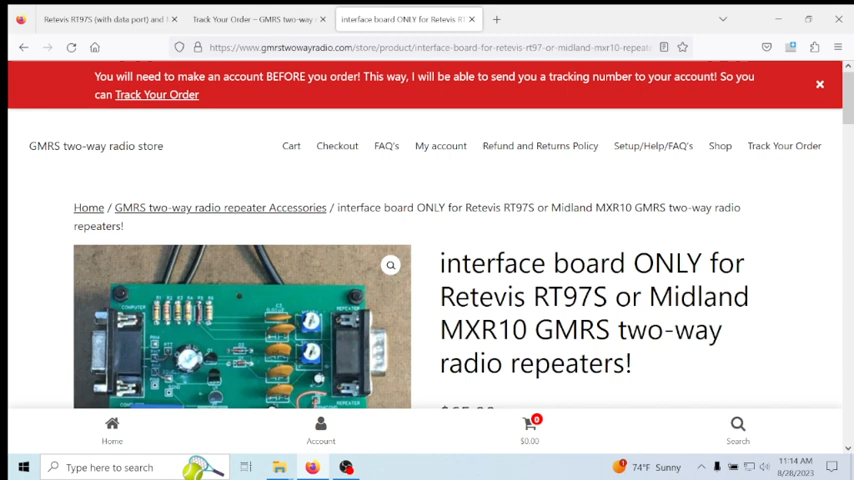 Retevis RT97S (with data port) and
Track Your Order – GMRS two-way
interface board ONLY for Retevis RT
https://www.gmrstwowayradio.com/store/product/interface-board-for-retevis-rt97-or-midland-mxr10-repeat
You will need to make an account BEFORE you order! This way, I will be able to send you a tracking number to your account! So you
can Track Your Order
GMRS two-way radio store
Cart
Checkout
FAQ's
My account
Refund and Returns Policy
Setup/Help/FAQ's
Shop
Track Your Order
Home / GMRS two-way radio repeater Accessories / interface board ONLY for Retevis RT97S or Midland MXR10 GMRS two-way radio
repeaters!
COMPUTER
REPEATER
interface board ONLY for
Retevis RT97S or Midland
MXR10 GMRS two-way
radio repeaters!
REPEATER
Home
Account
0
$0.00
Search
Type here to search
1
74°F Sunny
11:14 AM
8/28/2023